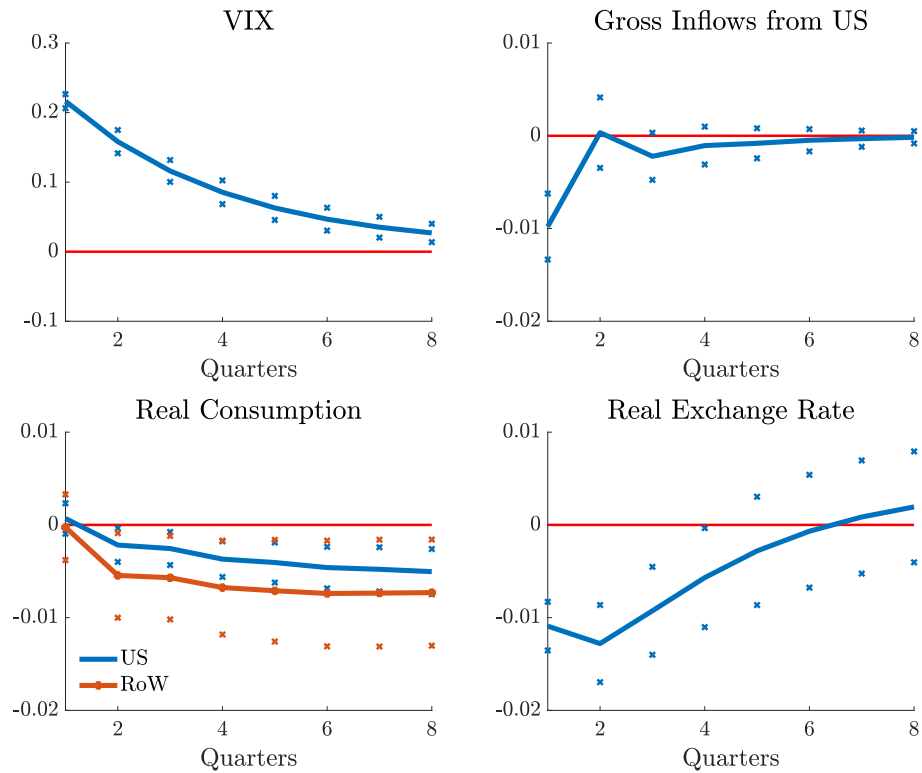 VIX
0.3
0.2
0.1
0
-0.1
2 4 6 8
Quarters
Gross Inflows from US
0.01
0
-0.01
-0.02
2 4 6 8
Quarters
Real Consumption
0.01
0
-0.01
-0.02
US
RoW
2 4 6 8
Quarters
Real Exchange Rate
0.01
0
-0.01
-0.02
2 4 6 8
Quarters